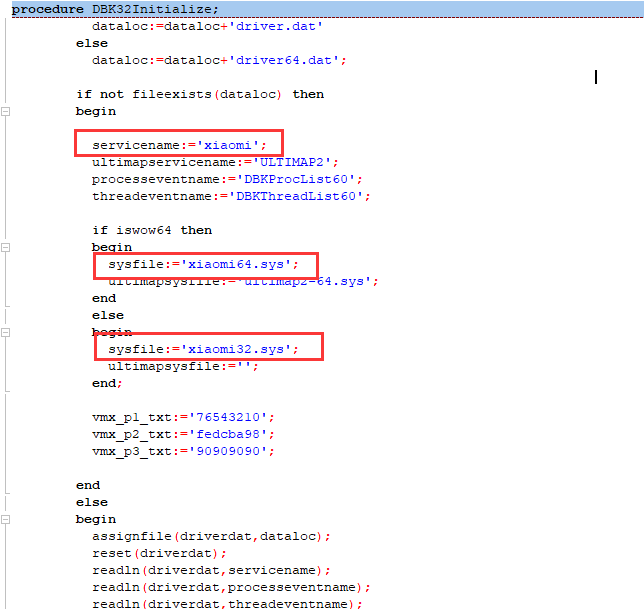 procedure DBK32Initialize;
dataloc:=dataloc+'driver.dat'
else
dataloc:=dataloc+'driver64.dat';
if not fileexists(dataloc) then
begin
servicename:='xiaomi';
ultimapservicename:='ULTIMAP2';
processeventname:='DBKProcList60';
threadeventname:='DBKThreadList60';
if iswow64 then
begin
sysfile:='xiaomi64.sys';
ultimapsysfile:='ultimap2-64.sys';
end
else
begin
sysfile:='xiaomi32.sys';
ultimapsysfile:='';
end;
vmx_p1_txt:='76543210';
vmx_p2_txt:='fedcba98';
vmx_p3_txt:='90909090';
end
else
begin
assignfile(driverdat,dataloc);
reset(driverdat);
readln(driverdat,servicename);
readln(driverdat,processeventname);
readln(driverdat,threadeventname);